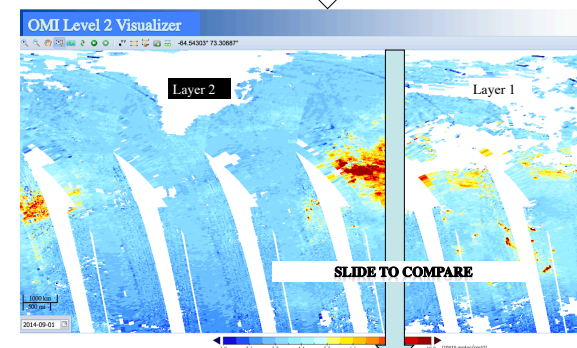 OMI Level 2 Visualizer
-64.54303° 73.30887°
Layer 2
Layer 1
SLIDE TO COMPARE
1000 km
500 mi
2014-09-01